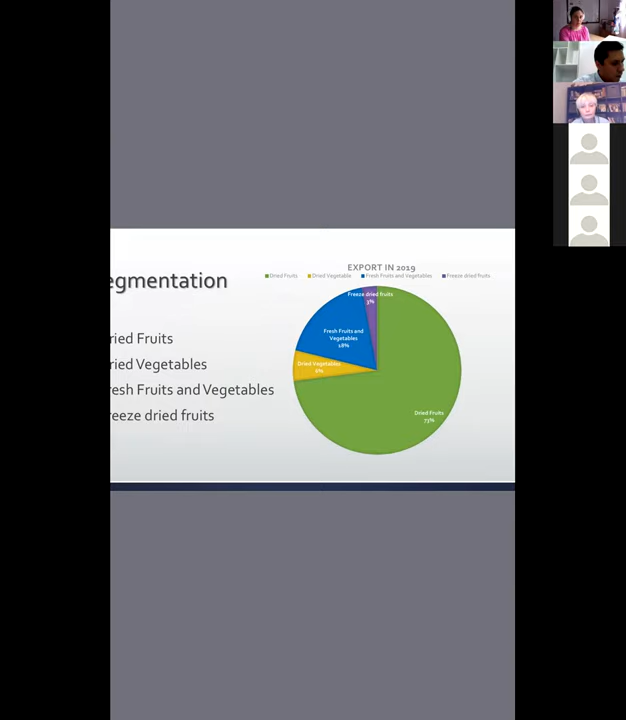 egmentation
ried Fruits
ried Vegetables
resh Fruits and Vegetables
reeze dried fruits
EXPORT IN 2019
Dried Fruits Dried Vegetable Fresh Fruits and Vegetables Freeze dried fruits
Freeze dried fruits
3%
Fresh Fruits and
Vegetables
18%
Dried Vegetables
6%
Dried Fruits
73%